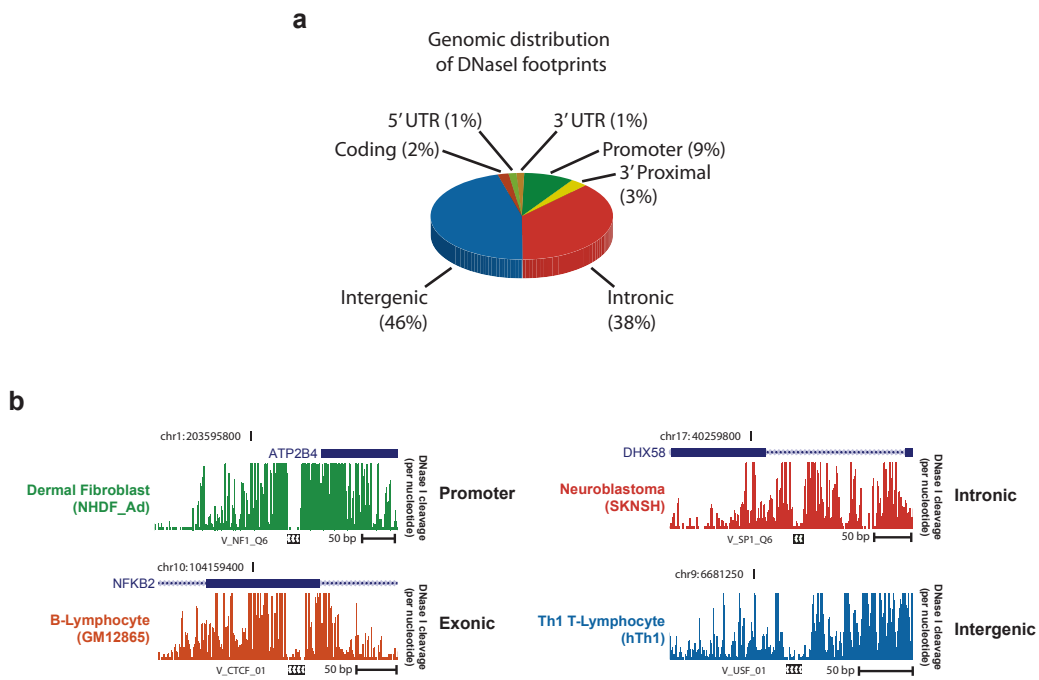 a
Genomic distribution
of DNaseI footprints
5' UTR (1%)
3' UTR (1%)
Coding (2%)
Promoter (9%)
3' Proximal
(3%)
Intergenic
(46%)
Intronic
(38%)
b
chr1:203595800
ATP2B4
Dermal Fibroblast
(NHDF_Ad)
DNase I cleavage
(per nucleotide)
Promoter
V_NF1_Q6
50 bp
chr17:40259800
DHX58
Neuroblastoma
(SKNSH)
DNase I cleavage
(per nucleotide)
Intronic
V_SP1_Q6
50 bp
chr10:104159400
NFKB2
B-Lymphocyte
(GM12865)
DNase I cleavage
(per nucleotide)
Exonic
V_CTCF_01
50 bp
chr9:6681250
Th1 T-Lymphocyte
(hTh1)
DNase I cleavage
(per nucleotide)
Intergenic
V_USF_01
50 bp